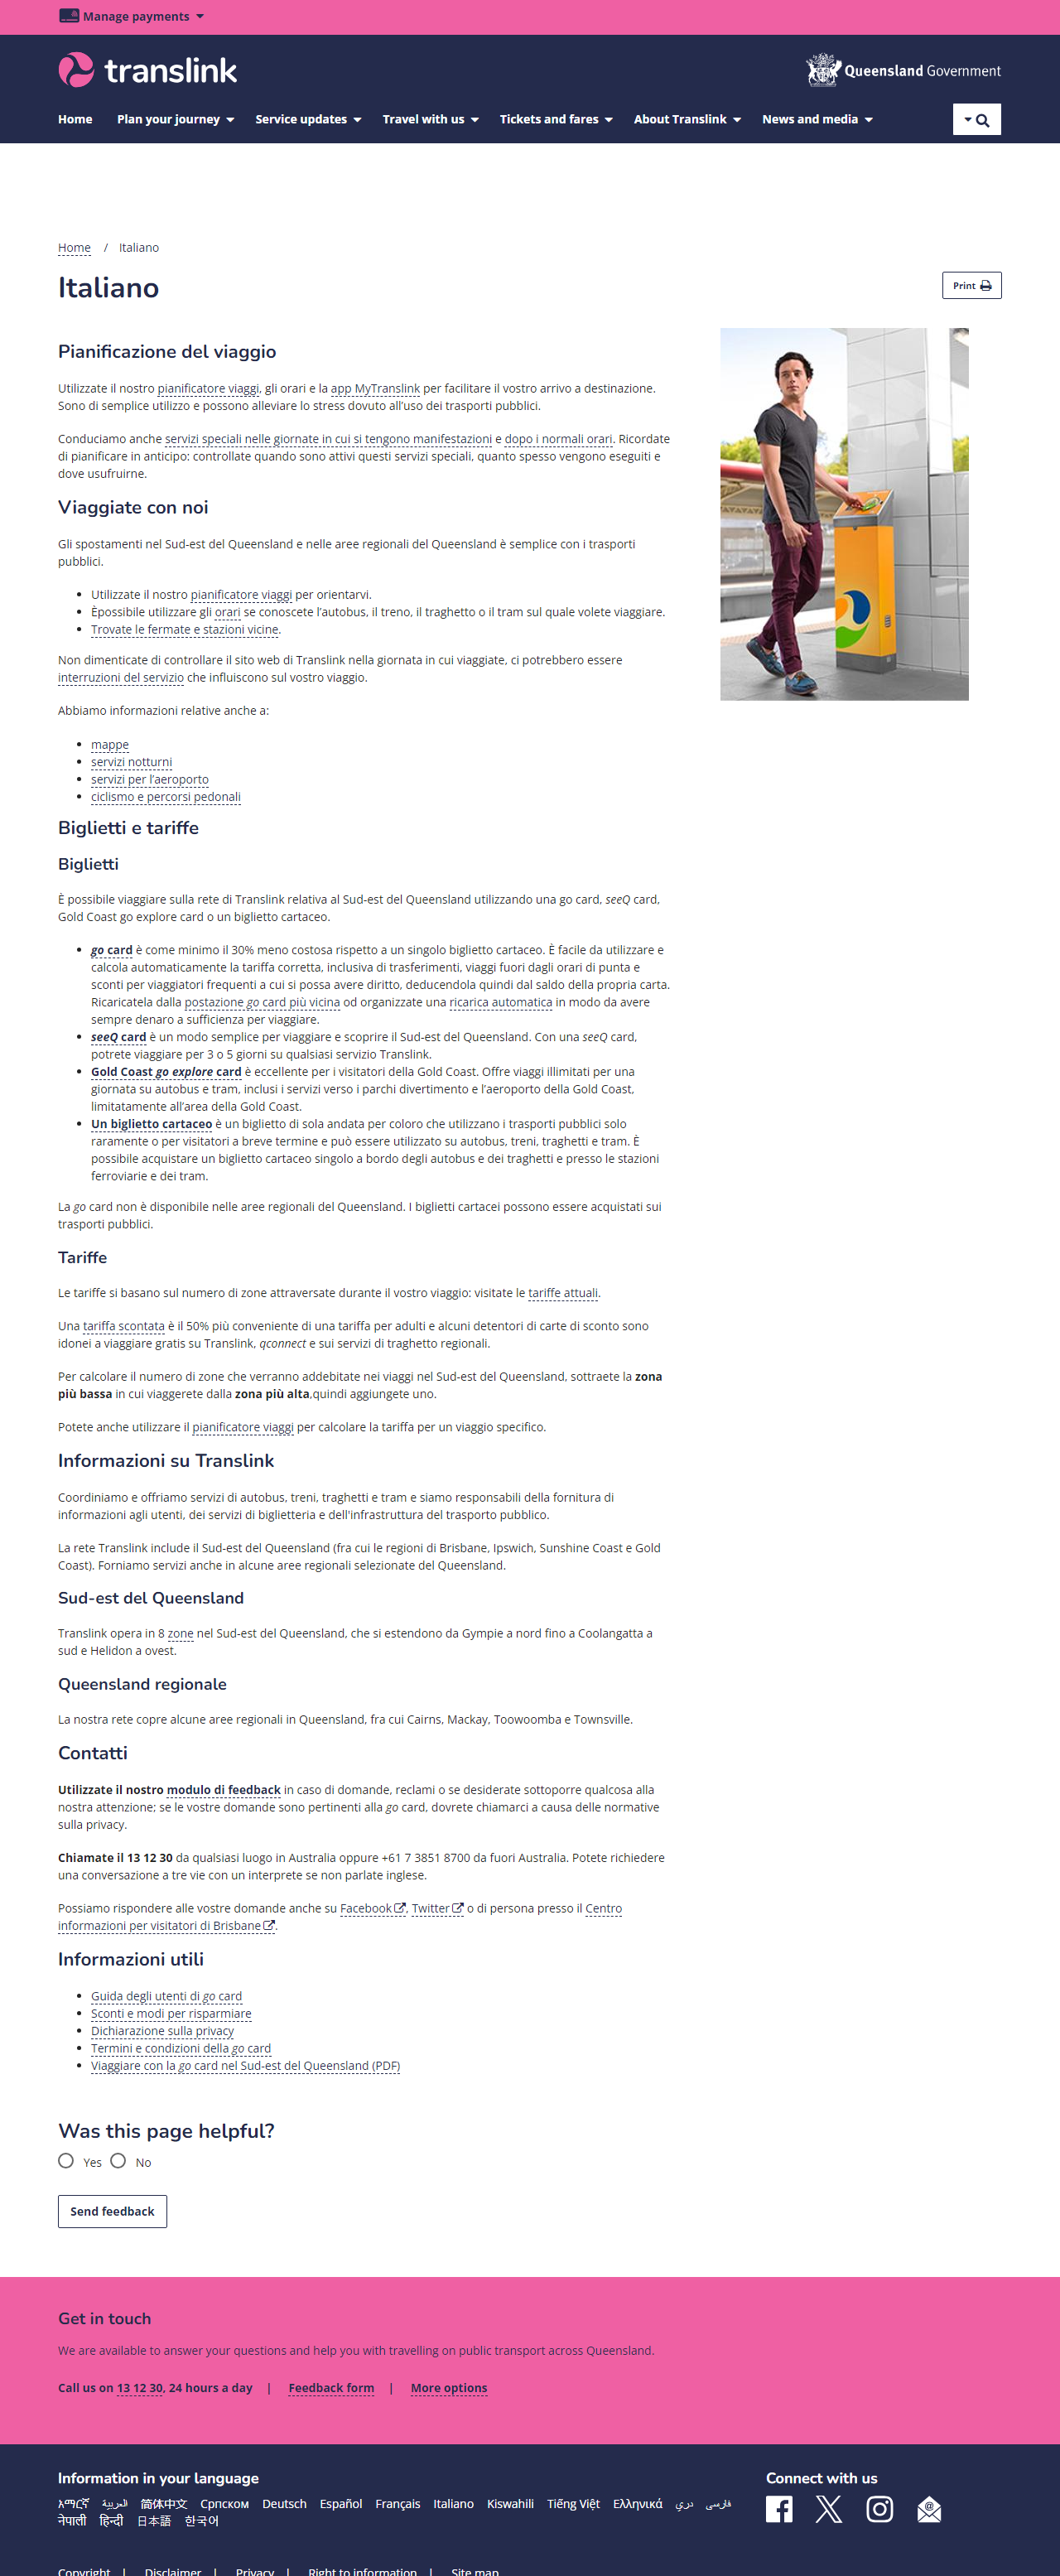 Manage payments
translink
Queensland Government
Home Plan your journey Service updates Travel with us Tickets and fares About Translink News and media
Home / Italiano
Italiano
Print
Pianificazione del viaggio
Utilizzate il nostro pianificatore viaggi, gli orari e la app MyTranslink per facilitare il vostro arrivo a destinazione.
Sono di semplice utilizzo e possono alleviare lo stress dovuto all’uso dei trasporti pubblici.
Conduciamo anche servizi speciali nelle giornate in cui si tengono manifestazioni e dopo i normali orari. Ricordate
di pianificare in anticipo: controllate quando sono attivi questi servizi speciali, quanto spesso vengono eseguiti e
dove usufruirne.
Viaggiate con noi
Gli spostamenti nel Sud-est del Queensland e nelle aree regionali del Queensland è semplice con i trasporti
pubblici.
Utilizzate il nostro pianificatore viaggi per orientarvi.
Èpossibile utilizzare gli orari se conoscete l’autobus, il treno, il traghetto o il tram sul quale volete viaggiare.
Trovate le fermate e stazioni vicine.
Non dimenticate di controllare il sito web di Translink nella giornata in cui viaggiate, ci potrebbero essere
interruzioni del servizio che influiscono sul vostro viaggio.
Abbiamo informazioni relative anche a:
mappe
servizi notturni
servizi per l’aeroporto
ciclismo e percorsi pedonali
Biglietti e tariffe
Biglietti
È possibile viaggiare sulla rete di Translink relativa al Sud-est del Queensland utilizzando una go card, seeQ card,
Gold Coast go explore card o un biglietto cartaceo.
go card è come minimo il 30% meno costosa rispetto a un singolo biglietto cartaceo. È facile da utilizzare e
calcola automaticamente la tariffa corretta, inclusiva di trasferimenti, viaggi fuori dagli orari di punta e
sconti per viaggiatori frequenti a cui si possa avere diritto, deducendola quindi dal saldo della propria carta.
Ricaricatela dalla postazione go card più vicina od organizzate una ricarica automatica in modo da avere
sempre denaro a sufficienza per viaggiare.
seeQ card è un modo semplice per viaggiare e scoprire il Sud-est del Queensland. Con una seeQ card,
potrete viaggiare per 3 o 5 giorni su qualsiasi servizio Translink.
Gold Coast go explore card è eccellente per i visitatori della Gold Coast. Offre viaggi illimitati per una
giornata su autobus e tram, inclusi i servizi verso i parchi divertimento e l’aeroporto della Gold Coast,
limitatamente all’area della Gold Coast.
Un biglietto cartaceo è un biglietto di sola andata per coloro che utilizzano i trasporti pubblici solo
raramente o per visitatori a breve termine e può essere utilizzato su autobus, treni, traghetti e tram. È
possibile acquistare un biglietto cartaceo singolo a bordo degli autobus e dei traghetti e presso le stazioni
ferroviarie e dei tram.
La go card non è disponibile nelle aree regionali del Queensland. I biglietti cartacei possono essere acquistati sui
trasporti pubblici.
Tariffe
Le tariffe si basano sul numero di zone attraversate durante il vostro viaggio: visitate le tariffe attuali.
Una tariffa scontata è il 50% più conveniente di una tariffa per adulti e alcuni detentori di carte di sconto sono
idonei a viaggiare gratis su Translink, qconnect e sui servizi di traghetto regionali.
Per calcolare il numero di zone che verranno addebitate nei viaggi nel Sud-est del Queensland, sottraete la zona
più bassa in cui viaggerete dalla zona più alta,quindi aggiungete uno.
Potete anche utilizzare il pianificatore viaggi per calcolare la tariffa per un viaggio specifico.
Informazioni su Translink
Coordiniamo e offriamo servizi di autobus, treni, traghetti e tram e siamo responsabili della fornitura di
informazioni agli utenti, dei servizi di biglietteria e dell'infrastruttura del trasporto pubblico.
La rete Translink include il Sud-est del Queensland (fra cui le regioni di Brisbane, Ipswich, Sunshine Coast e Gold
Coast). Forniamo servizi anche in alcune aree regionali selezionate del Queensland.
Sud-est del Queensland
Translink opera in 8 zone nel Sud-est del Queensland, che si estendono da Gympie a nord fino a Coolangatta a
sud e Helidon a ovest.
Queensland regionale
La nostra rete copre alcune aree regionali in Queensland, fra cui Cairns, Mackay, Toowoomba e Townsville.
Contatti
Utilizzate il nostro modulo di feedback in caso di domande, reclami o se desiderate sottoporre qualcosa alla
nostra attenzione; se le vostre domande sono pertinenti alla go card, dovrete chiamarci a causa delle normative
sulla privacy.
Chiamate il 13 12 30 da qualsiasi luogo in Australia oppure +61 7 3851 8700 da fuori Australia. Potete richiedere
una conversazione a tre vie con un interprete se non parlate inglese.
Possiamo rispondere alle vostre domande anche su Facebook, Twitter o di persona presso il Centro
informazioni per visitatori di Brisbane.
Informazioni utili
Guida degli utenti di go card
Sconti e modi per risparmiare
Dichiarazione sulla privacy
Termini e condizioni della go card
Viaggiare con la go card nel Sud-est del Queensland (PDF)
Was this page helpful?
Yes No
Send feedback
Get in touch
We are available to answer your questions and help you with travelling on public transport across Queensland.
Call us on 13 12 30, 24 hours a day | Feedback form | More options
Information in your language
አማርኛ العربية 简体中文 Српском Deutsch Español Français Italiano Kiswahili Tiếng Việt Ελληνικά دري فارسی
नेपाली हिन्दी 日本語 한국어
Connect with us
Copyright | Disclaimer | Privacy | Right to information | Site map